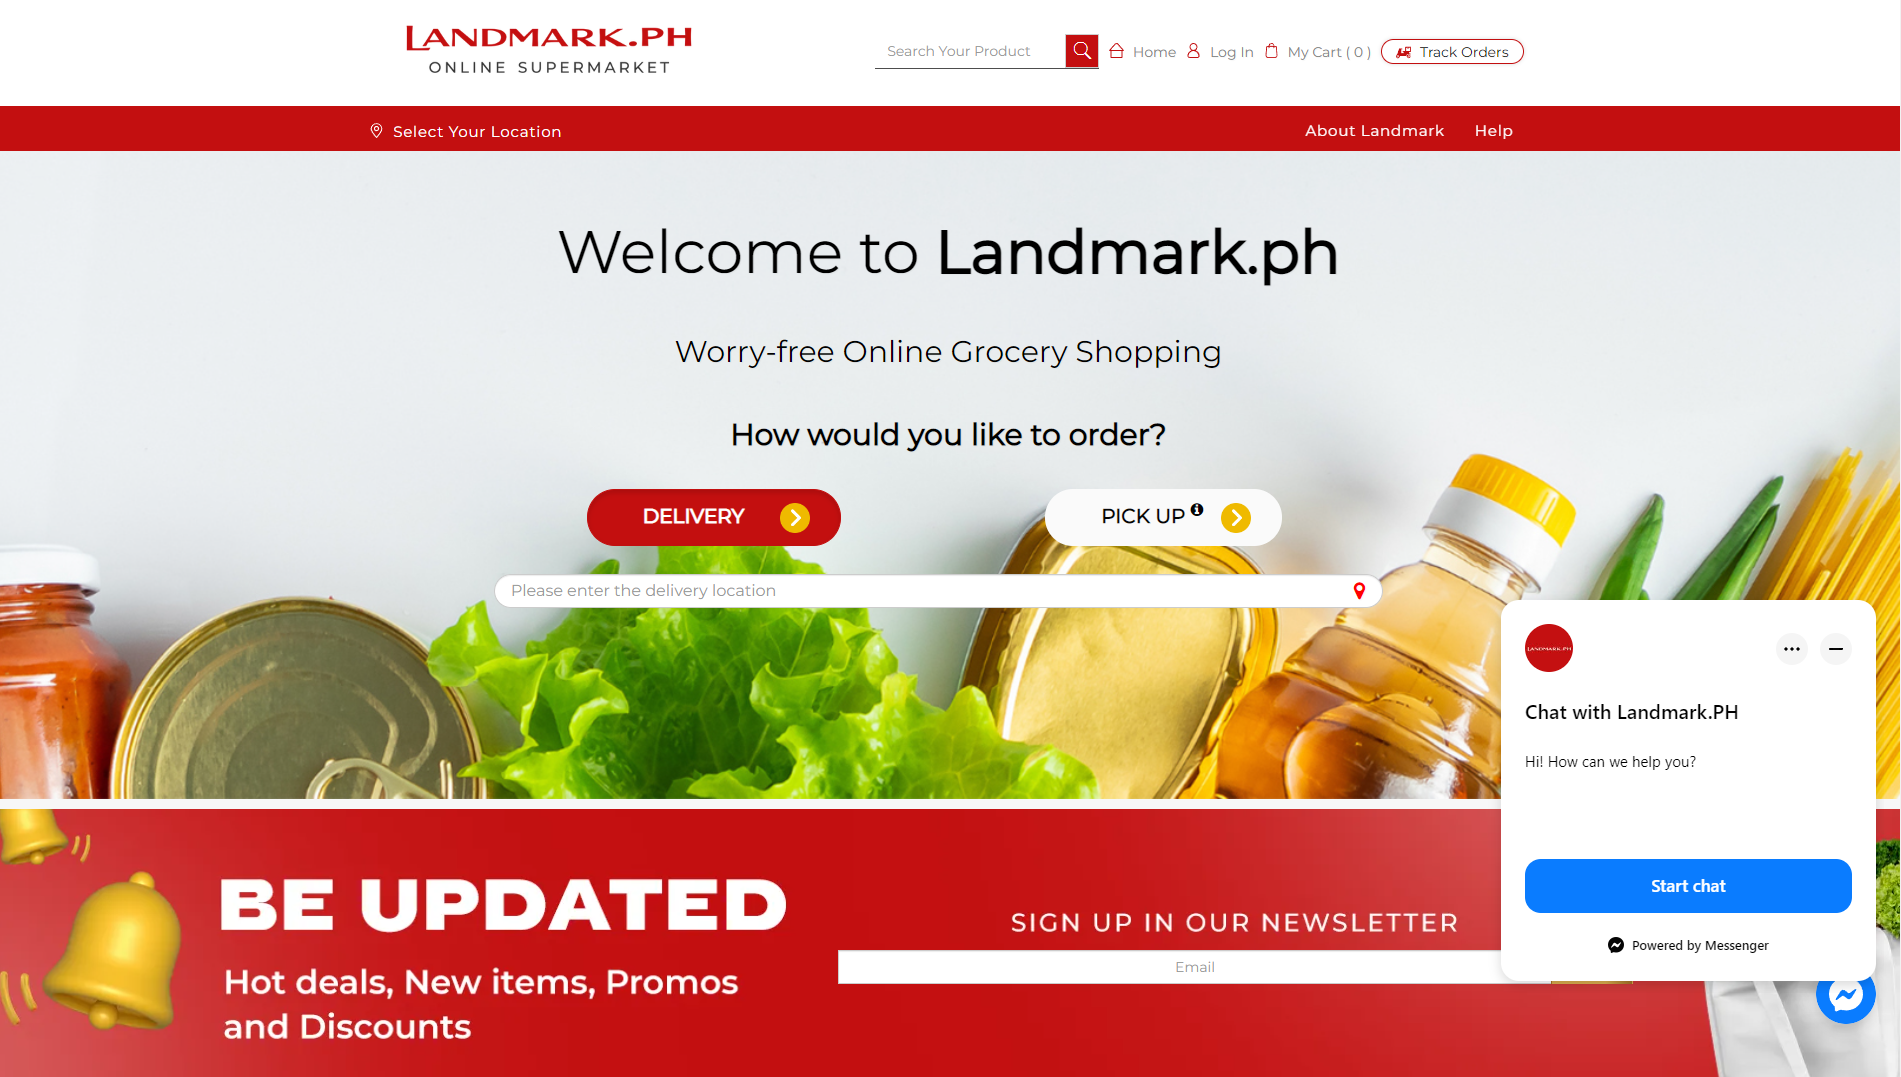 LANDMARK.PH
ONLINE SUPERMARKET
Search Your Product
Home
Log In
My Cart ( 0 )
Track Orders
Select Your Location
About Landmark
Help
Welcome to Landmark.ph
Worry-free Online Grocery Shopping
How would you like to order?
DELIVERY
PICK UP
Please enter the delivery location
LANDMARK.PH
Chat with Landmark.PH
Hi! How can we help you?
Start chat
Powered by Messenger
BE UPDATED
Hot deals, New items, Promos
and Discounts
SIGN UP IN OUR NEWSLETTER
Email